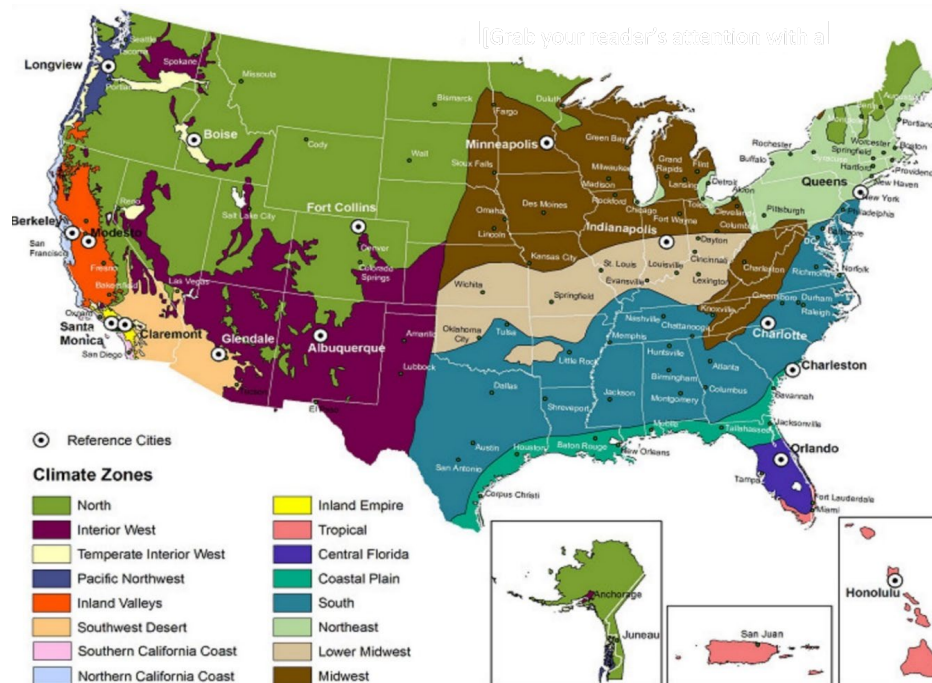 [Grab your reader's attention with a
Seattle
Tacoma
Spokane
Longview
Portland
Missoula
Bismarck
Fargo
Duluth
Boise
Cody
Wall
Minneapolis
Green Bay
Sioux Falls
Milwaukee
Madison
Rockford
Grand
Rapids
Flint
Lansing
Detroit
Rochester
Buffalo
Syracuse
Worcester
Springfield
Boston
Hartford
Providence
New Haven
Portland
Augusta
Queens
New York
Reno
Salt Lake City
Fort Collins
Denver
Colorado
Springs
Omaha
Lincoln
Des Moines
Chicago
Fort Wayne
Toledo
Cleveland
Akron
Pittsburgh
Philadelphia
Baltimore
DC
Berkeley
San
Francisco
Modesto
Fresno
Bakersfield
Las Vegas
Indianapolis
Columbus
Dayton
Cincinnati
Kansas City
St. Louis
Louisville
Evansville
Lexington
Charleston
Richmond
Norfolk
Wichita
Springfield
Knoxville
Greensboro
Durham
Raleigh
Oxnard
Santa
Monica
Claremont
San Diego
Glendale
Tucson
Albuquerque
El Paso
Amarillo
Lubbock
Oklahoma
City
Tulsa
Nashville
Memphis
Chattanooga
Charlotte
Little Rock
Huntsville
Atlanta
Charleston
Birmingham
Columbus
Dallas
Shreveport
Jackson
Montgomery
Savannah
Austin
San Antonio
Houston
Baton Rouge
New Orleans
Mobile
Tallahassee
Jacksonville
Corpus Christi
Orlando
Tampa
Fort Lauderdale
Miami
Reference Cities
Climate Zones
North
Interior West
Temperate Interior West
Pacific Northwest
Inland Valleys
Southwest Desert
Southern California Coast
Northern California Coast
Inland Empire
Tropical
Central Florida
Coastal Plain
South
Northeast
Lower Midwest
Midwest
Anchorage
Juneau
San Juan
Honolulu